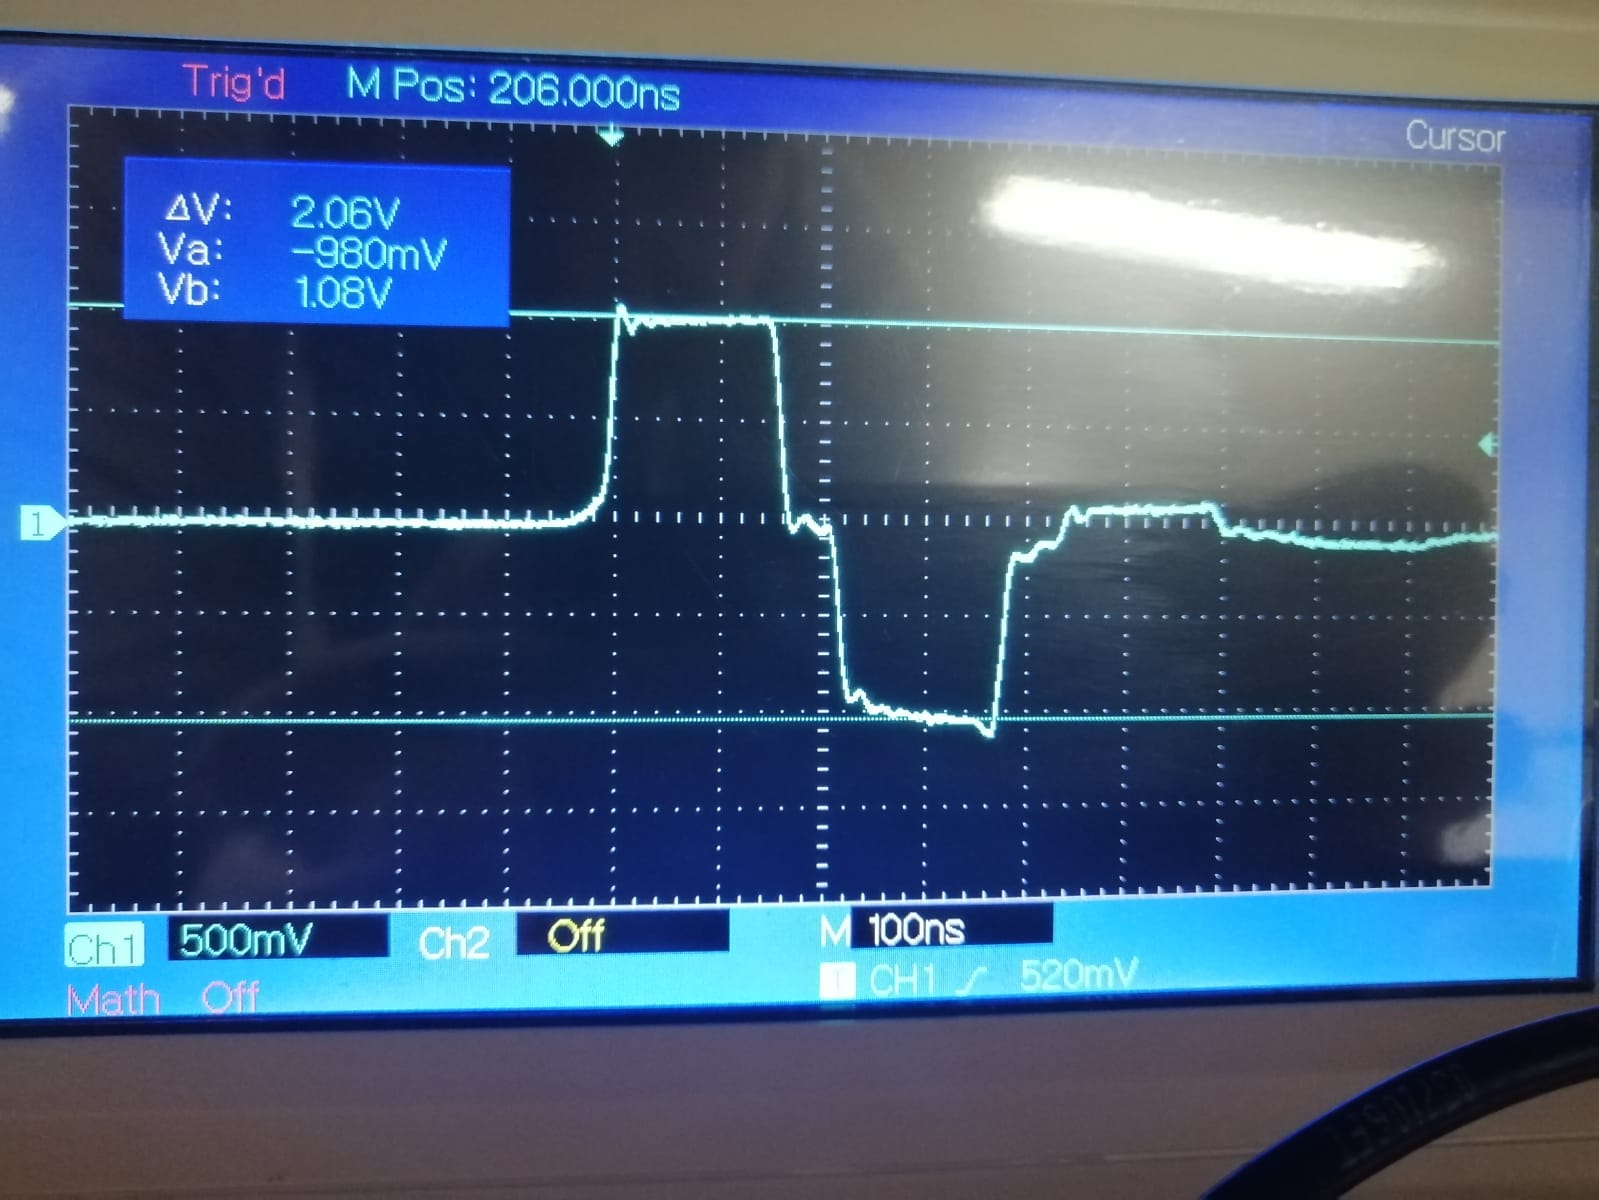 Trig'd M Pos: 206.000ns
Cursor
ΔV: 2.06V
Va: -980mV
Vb: 1.08V
1
Ch1 500mV Ch2 Off M 100ns
Math Off 1 CH1 520mV